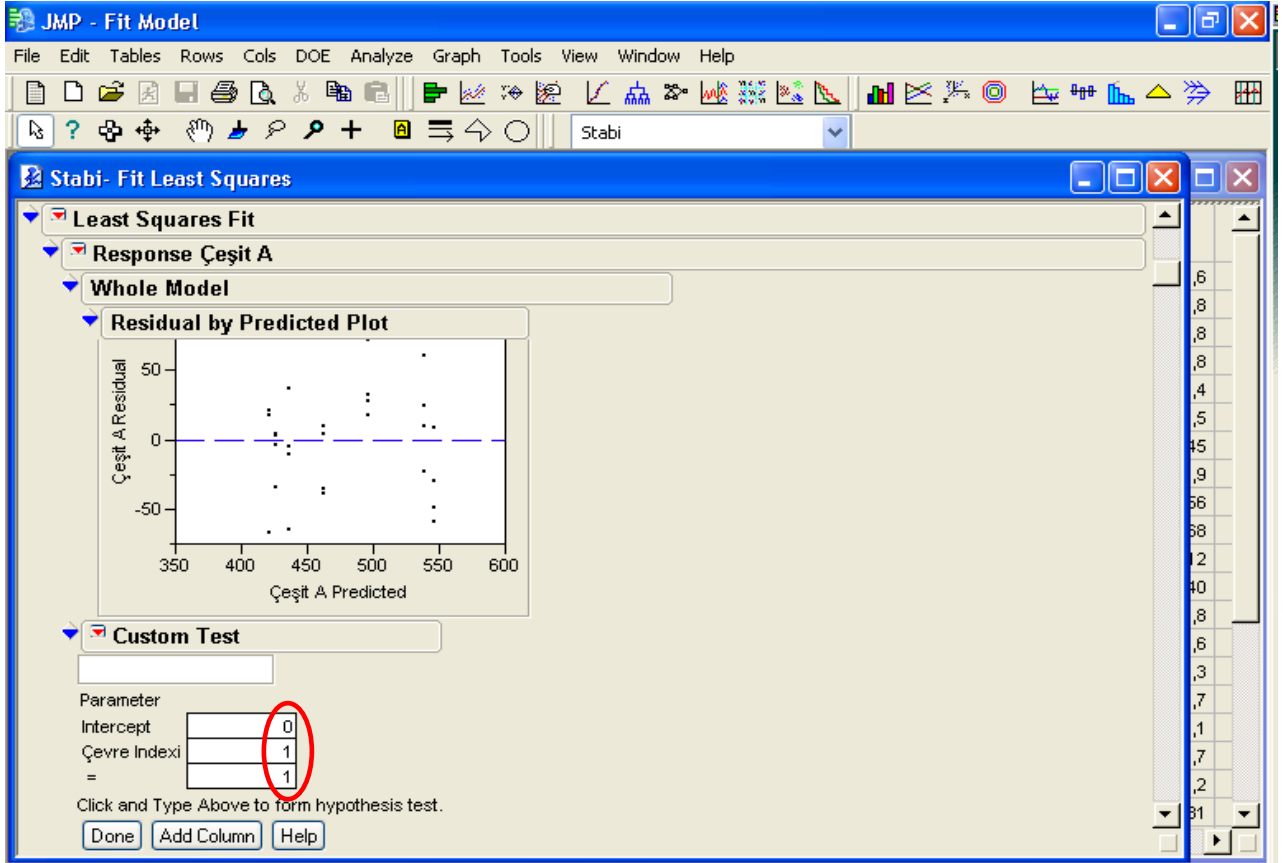 JMP - Fit Model
File Edit Tables Rows Cols DOE Analyze Graph Tools View Window Help
Stabi
Stabi- Fit Least Squares
Least Squares Fit
Response Çeşit A
Whole Model
Residual by Predicted Plot
Çeşit A Residual
50
0
-50
350 400 450 500 550 600
Çeşit A Predicted
Custom Test
Parameter
Intercept 0
Çevre Indexi 1
= 1
Click and Type Above to form hypothesis test.
Done Add Column Help
,6
,8
,8
,8
,4
,5
45
,9
56
68
12
40
,8
,6
,3
,7
,1
,7
,2
31